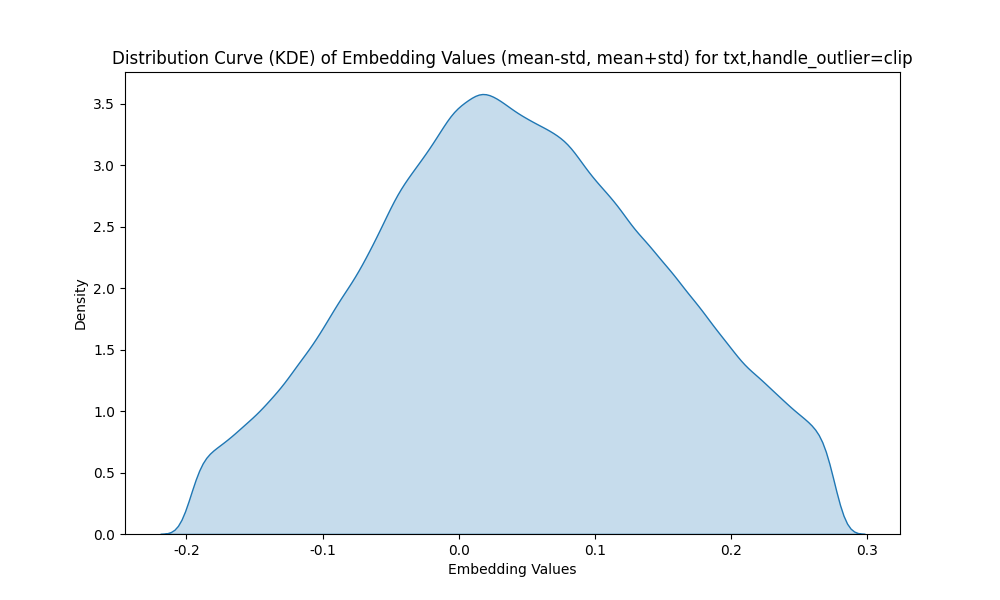 Distribution Curve (KDE) of Embedding Values (mean-std, mean+std) for txt,handle_outlier=clip
3.5
3.0
2.5
2.0
1.5
1.0
0.5
0.0
Density
-0.2 -0.1 0.0 0.1 0.2 0.3
Embedding Values